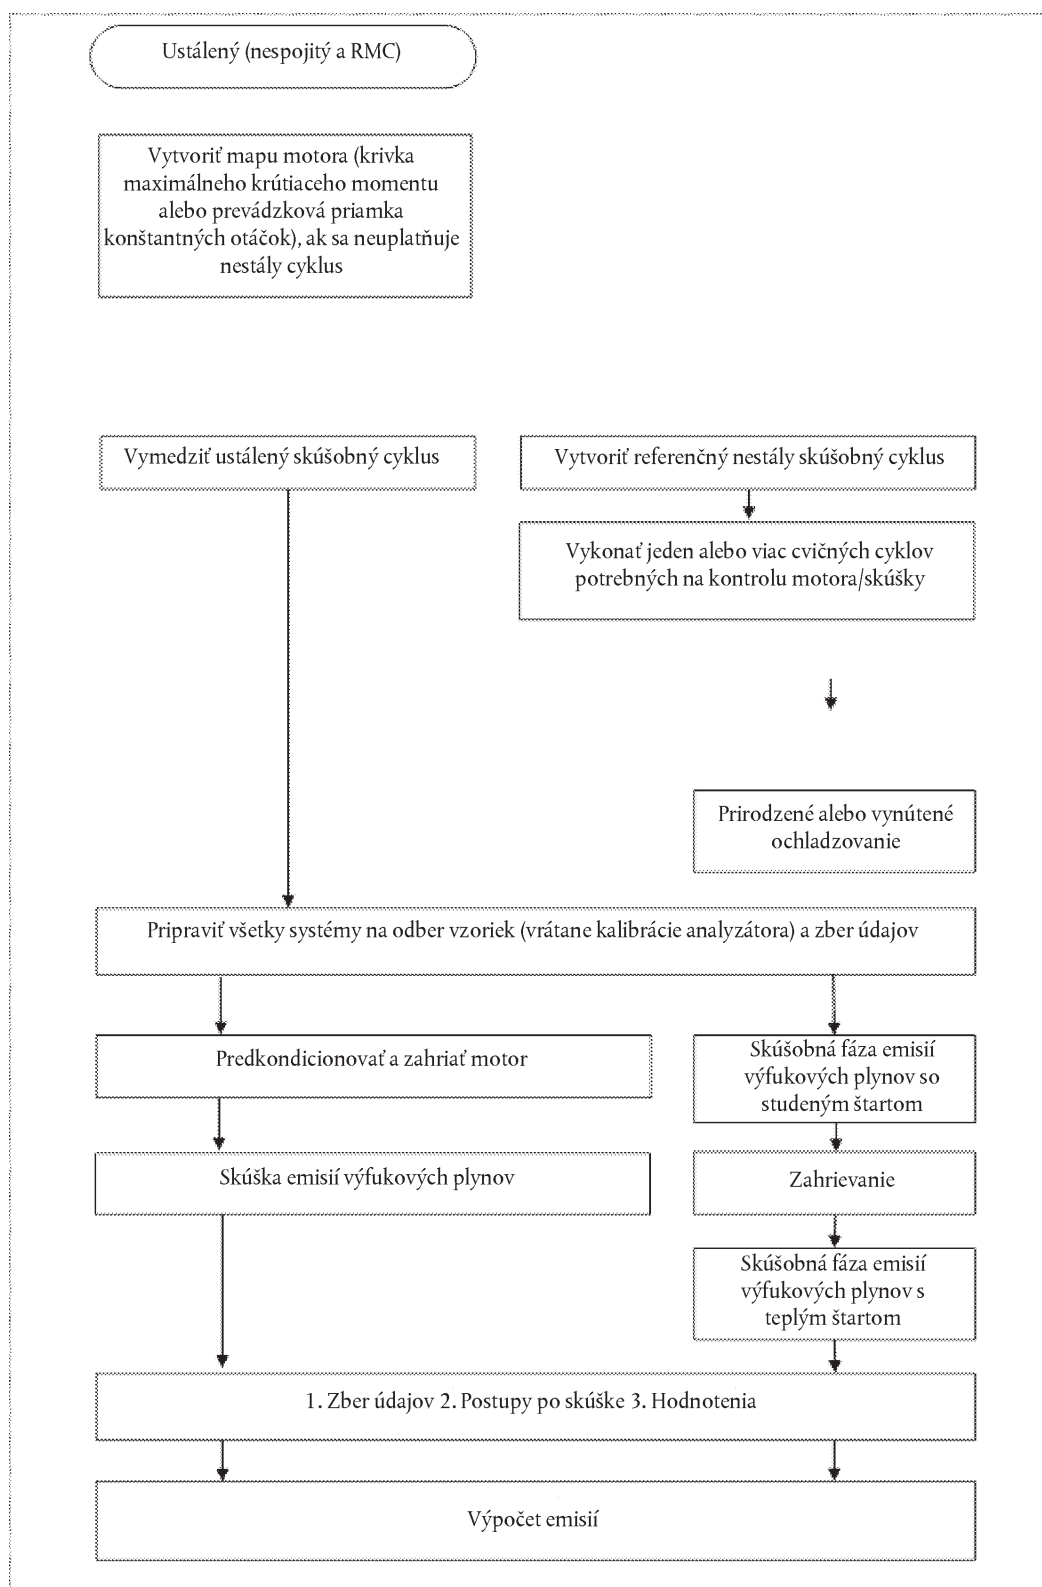 Ustálený (nespojitý a RMC)
Vytvoriť mapu motora (krivka
maximálneho krútiaceho momentu
alebo prevádzková priamka
konštantných otáčok), ak sa neuplatňuje
nestály cyklus
Vymedziť ustálený skúšobný cyklus
Vytvoriť referenčný nestály skúšobný cyklus
Vykonať jeden alebo viac cvičných cyklov
potrebných na kontrolu motora/skúšky
Prirodzené alebo vynútené
ochladzovanie
Pripraviť všetky systémy na odber vzoriek (vrátane kalibrácie analyzátora) a zber údajov
Predkondicionovať a zahriať motor
Skúšobná fáza emisií
výfukových plynov so
studeným štartom
Skúška emisií výfukových plynov
Zahrievanie
Skúšobná fáza emisií
výfukových plynov s
teplým štartom
1. Zber údajov 2. Postupy po skúške 3. Hodnotenia
Výpočet emisií